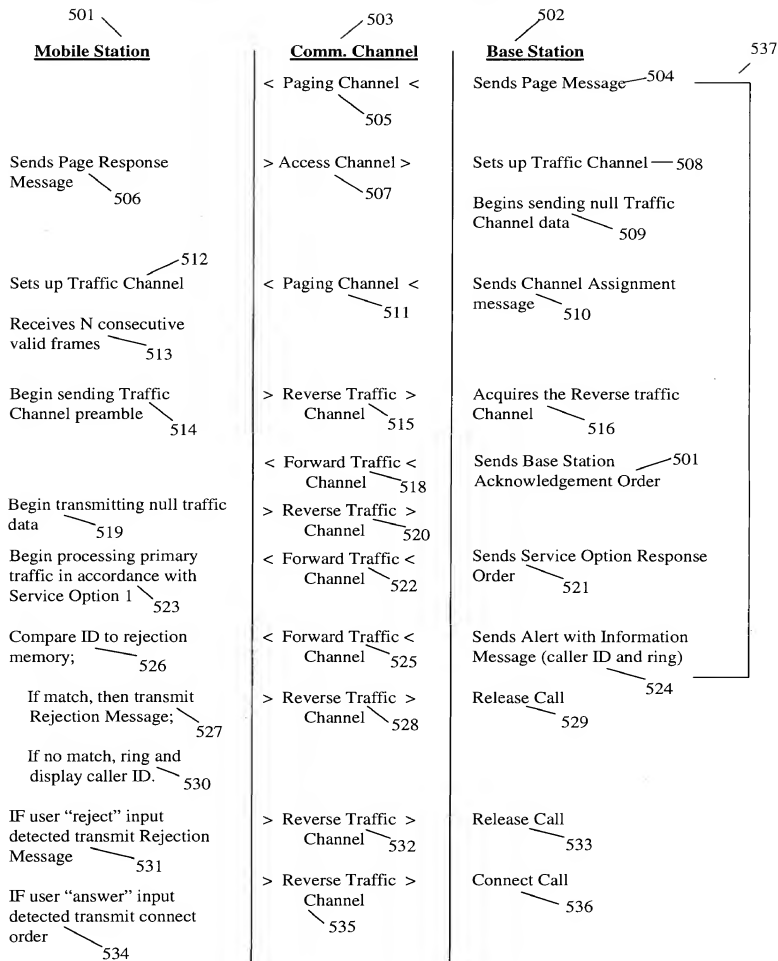 501 503 502
Mobile Station Comm. Channel Base Station 537
< Paging Channel < Sends Page Message 504
505
Sends Page Response > Access Channel > Sets up Traffic Channel 508
Message
506 507
Begins sending null Traffic
Channel data
509
512
Sets up Traffic Channel < Paging Channel < Sends Channel Assignment
message
511 510
Receives N consecutive
valid frames
513
Begin sending Traffic > Reverse Traffic > Acquires the Reverse traffic
Channel preamble Channel Channel
514 515 516
< Forward Traffic < Sends Base Station 501
Channel 518 Acknowledgement Order
Begin transmitting null traffic > Reverse Traffic >
data 519 Channel 520
Begin processing primary < Forward Traffic < Sends Service Option Response
traffic in accordance with Channel 522 Order
Service Option 1 521
523
Compare ID to rejection < Forward Traffic < Sends Alert with Information
memory; 526 Channel 525 Message (caller ID and ring)
524
If match, then transmit > Reverse Traffic > Release Call
Rejection Message; Channel 528 529
527
If no match, ring and
display caller ID. 530
IF user “reject” input > Reverse Traffic > Release Call
detected transmit Rejection Channel 532 533
Message 531
> Reverse Traffic > Connect Call
Channel 536
IF user “answer” input 535
detected transmit connect
order
534